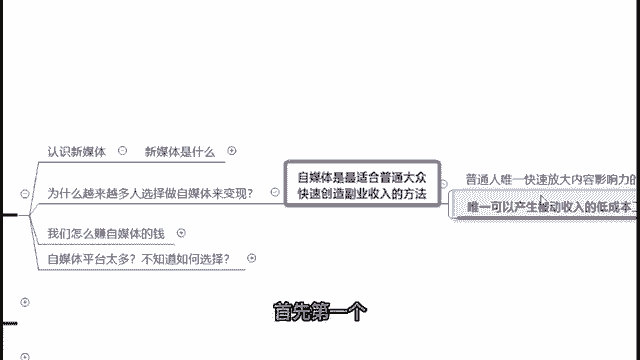 认识新媒体
新媒体是什么
为什么越来越多人选择做自媒体来变现？
自媒体是最适合普通大众
快速创造副业收入的方法
普通人唯一快速放大内容影响力的
唯一可以产生被动收入的低成本
我们怎么赚自媒体的钱
自媒体平台太多？不知道如何选择？
首先第一个